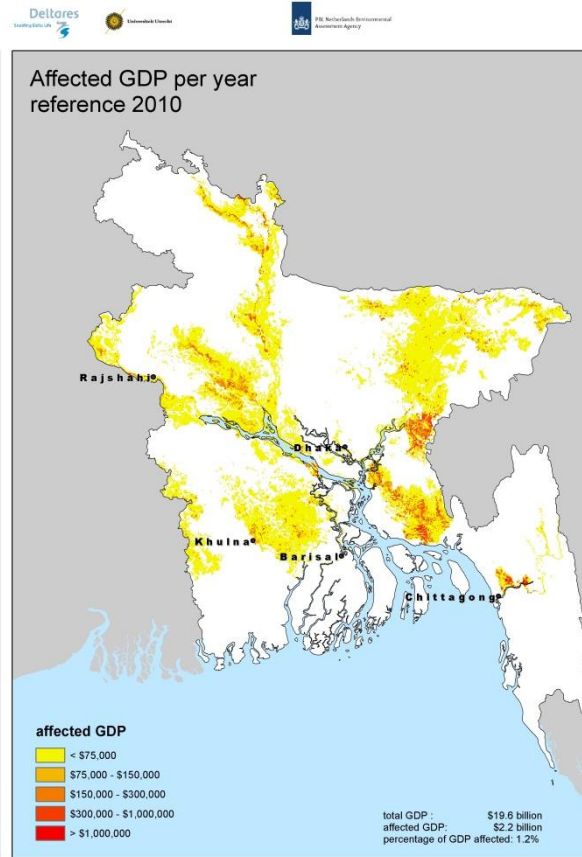 Deltares
Enabling Delta Life
Universiteit Utrecht
PBL Netherlands Environmental
Assessment Agency
Affected GDP per year
reference 2010
Rajshahi
Dhaka
Khulna
Barisal
Chittagong
affected GDP
< $75,000
$75,000 - $150,000
$150,000 - $300,000
$300,000 - $1,000,000
> $1,000,000
total GDP : $19.6 billion
affected GDP: $2.2 billion
percentage of GDP affected: 1.2%